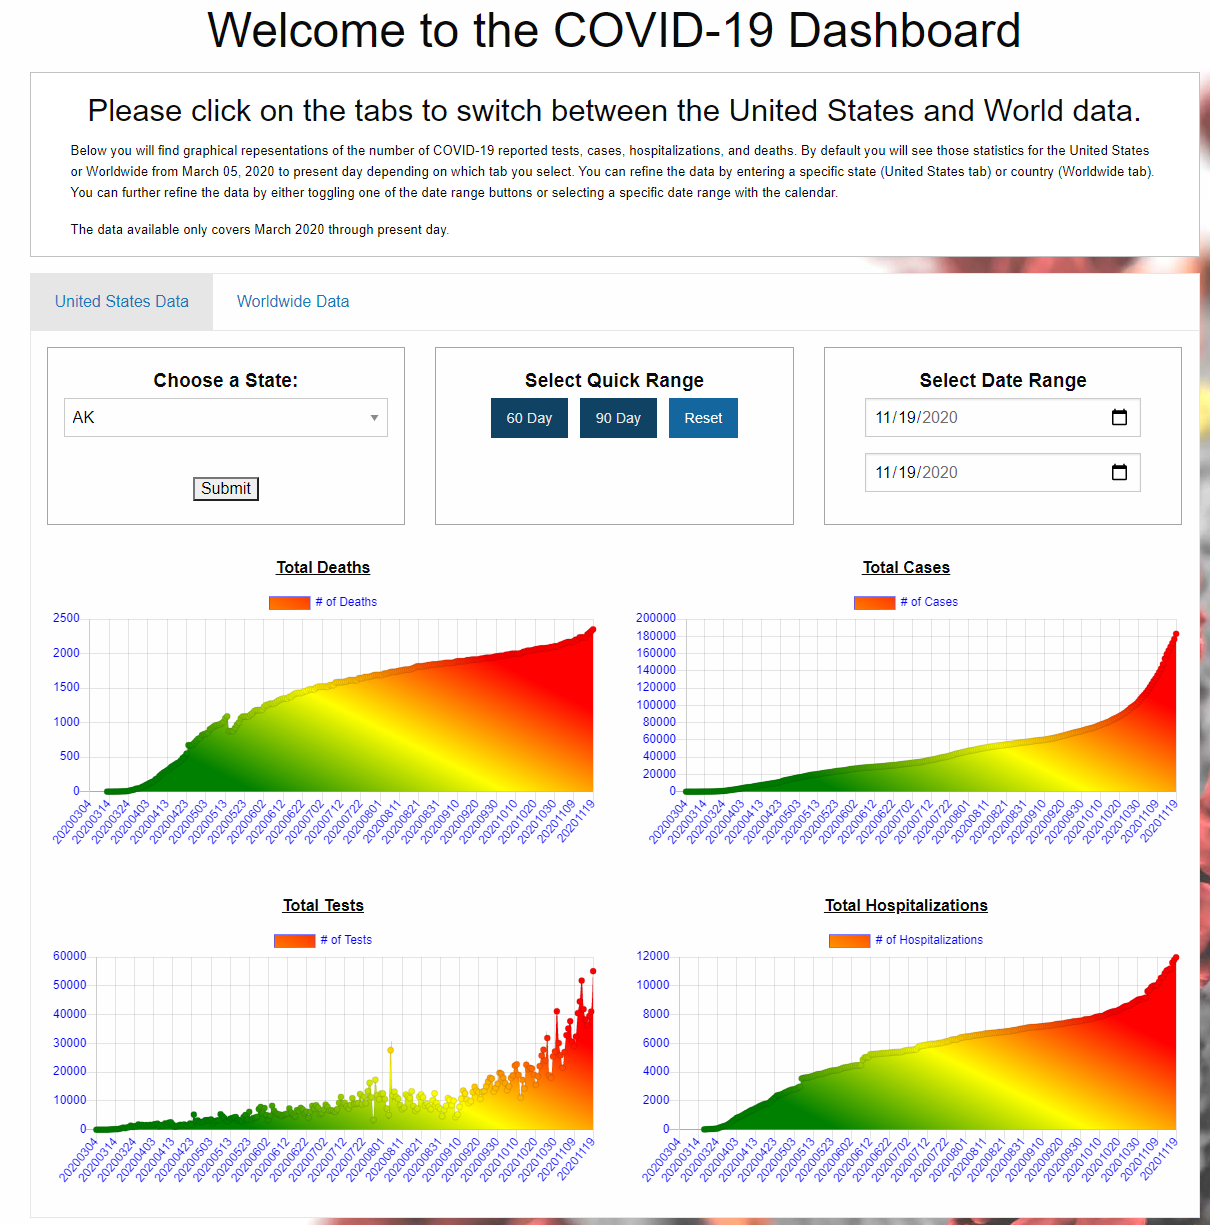 Welcome to the COVID-19 Dashboard
Please click on the tabs to switch between the United States and World data.
Below you will find graphical repesentations of the number of COVID-19 reported tests, cases, hospitalizations, and deaths. By default you will see those statistics for the United States
or Worldwide from March 05, 2020 to present day depending on which tab you select. You can refine the data by entering a specific state (United States tab) or country (Worldwide tab).
You can further refine the data by either toggling one of the date range buttons or selecting a specific date range with the calendar.
The data available only covers March 2020 through present day.
United States Data
Worldwide Data
Choose a State:
AK
Submit
Select Quick Range
60 Day
90 Day
Reset
Select Date Range
11/19/2020
11/19/2020
Total Deaths
# of Deaths
2500
2000
1500
1000
500
0
20200304 20200314 20200324 20200403 20200413 20200423 20200503 20200513 20200523 20200602 20200612 20200622 20200702 20200712 20200722 20200801 20200811 20200821 20200831 20200910 20200920 20200930 20201010 20201020 20201030 20201109 20201119
Total Cases
# of Cases
200000
180000
160000
140000
120000
100000
80000
60000
40000
20000
0
20200304 20200314 20200324 20200403 20200413 20200423 20200503 20200513 20200523 20200602 20200612 20200622 20200702 20200712 20200722 20200801 20200811 20200821 20200831 20200910 20200920 20200930 20201010 20201020 20201030 20201109 20201119
Total Tests
# of Tests
60000
50000
40000
30000
20000
10000
0
20200304 20200314 20200324 20200403 20200413 20200423 20200503 20200513 20200523 20200602 20200612 20200622 20200702 20200712 20200722 20200801 20200811 20200821 20200831 20200910 20200920 20200930 20201010 20201020 20201030 20201109 20201119
Total Hospitalizations
# of Hospitalizations
12000
10000
8000
6000
4000
2000
0
20200304 20200314 20200324 20200403 20200413 20200423 20200503 20200513 20200523 20200602 20200612 20200622 20200702 20200712 20200722 20200801 20200811 20200821 20200831 20200910 20200920 20200930 20201010 20201020 20201030 20201109 20201119